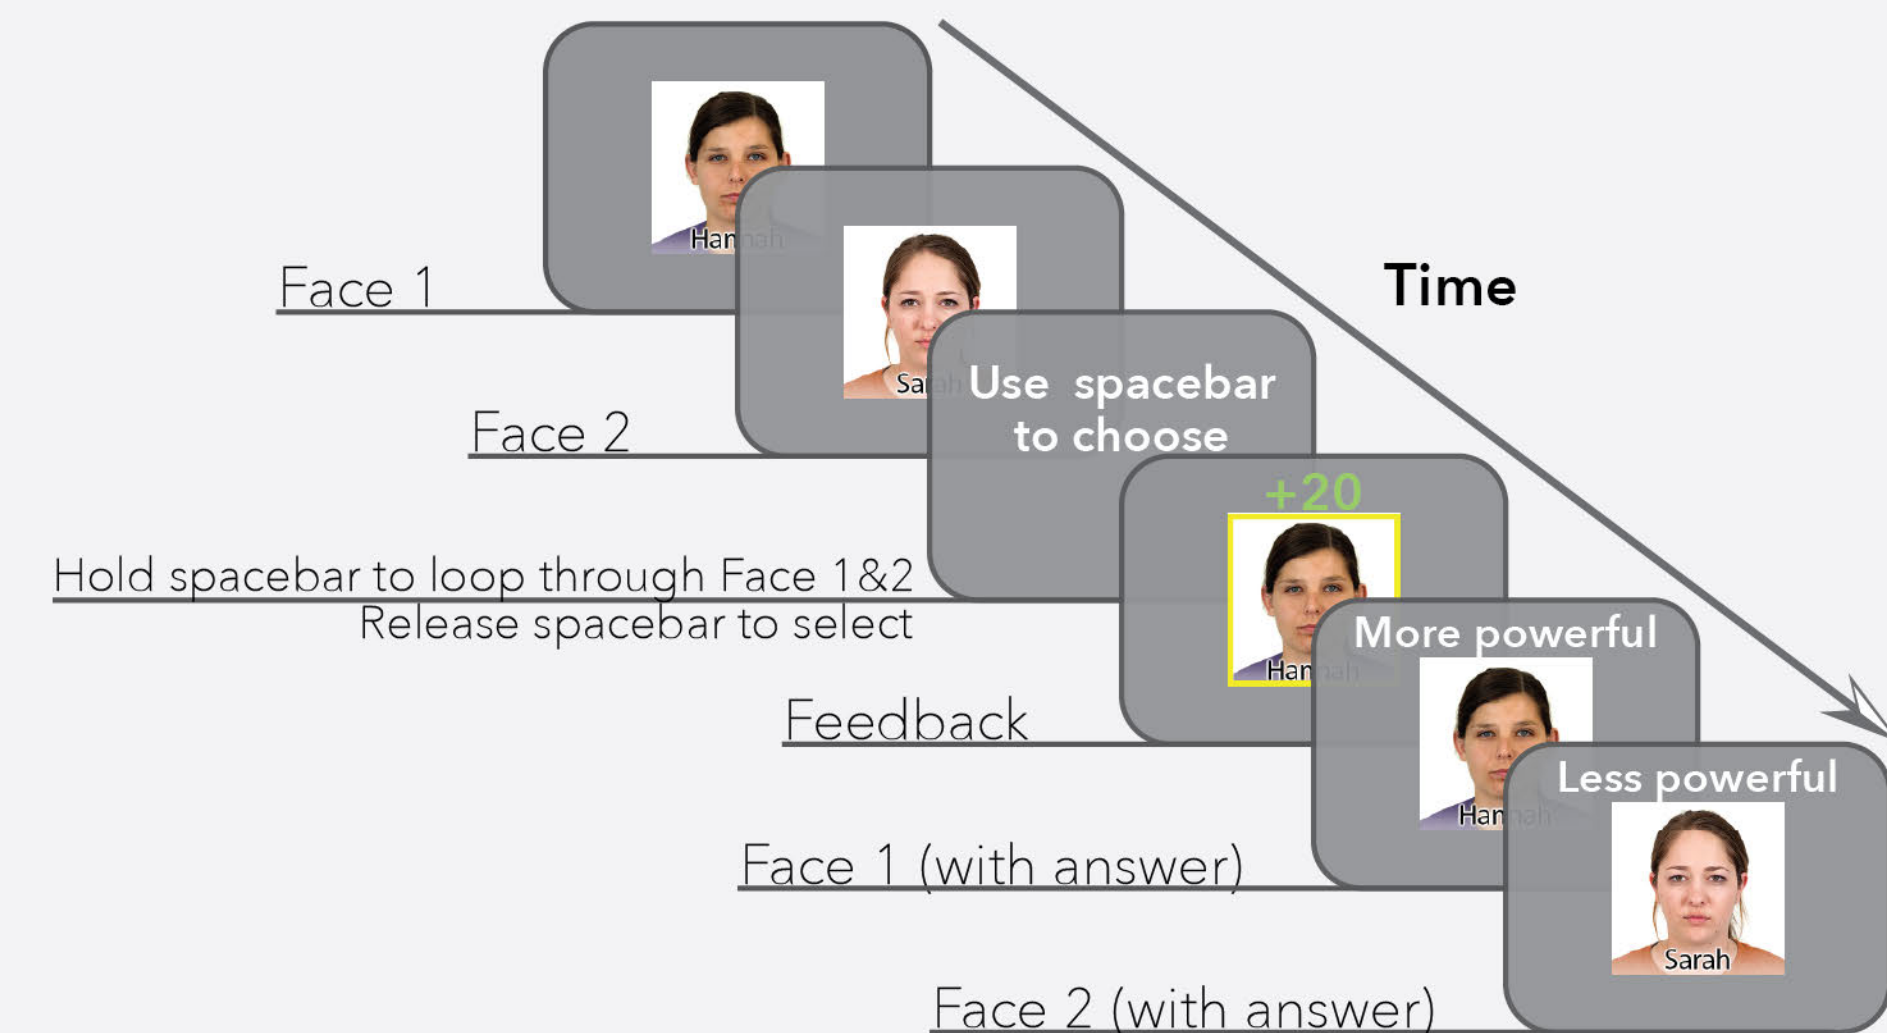 Hannah
Face 1
Time
Sarah
Face 2
Use spacebar
to choose
Hold spacebar to loop through Face 1&2
Release spacebar to select
+20
Hannah
Feedback
More powerful
Hannah
Face 1 (with answer)
Less powerful
Sarah
Face 2 (with answer)